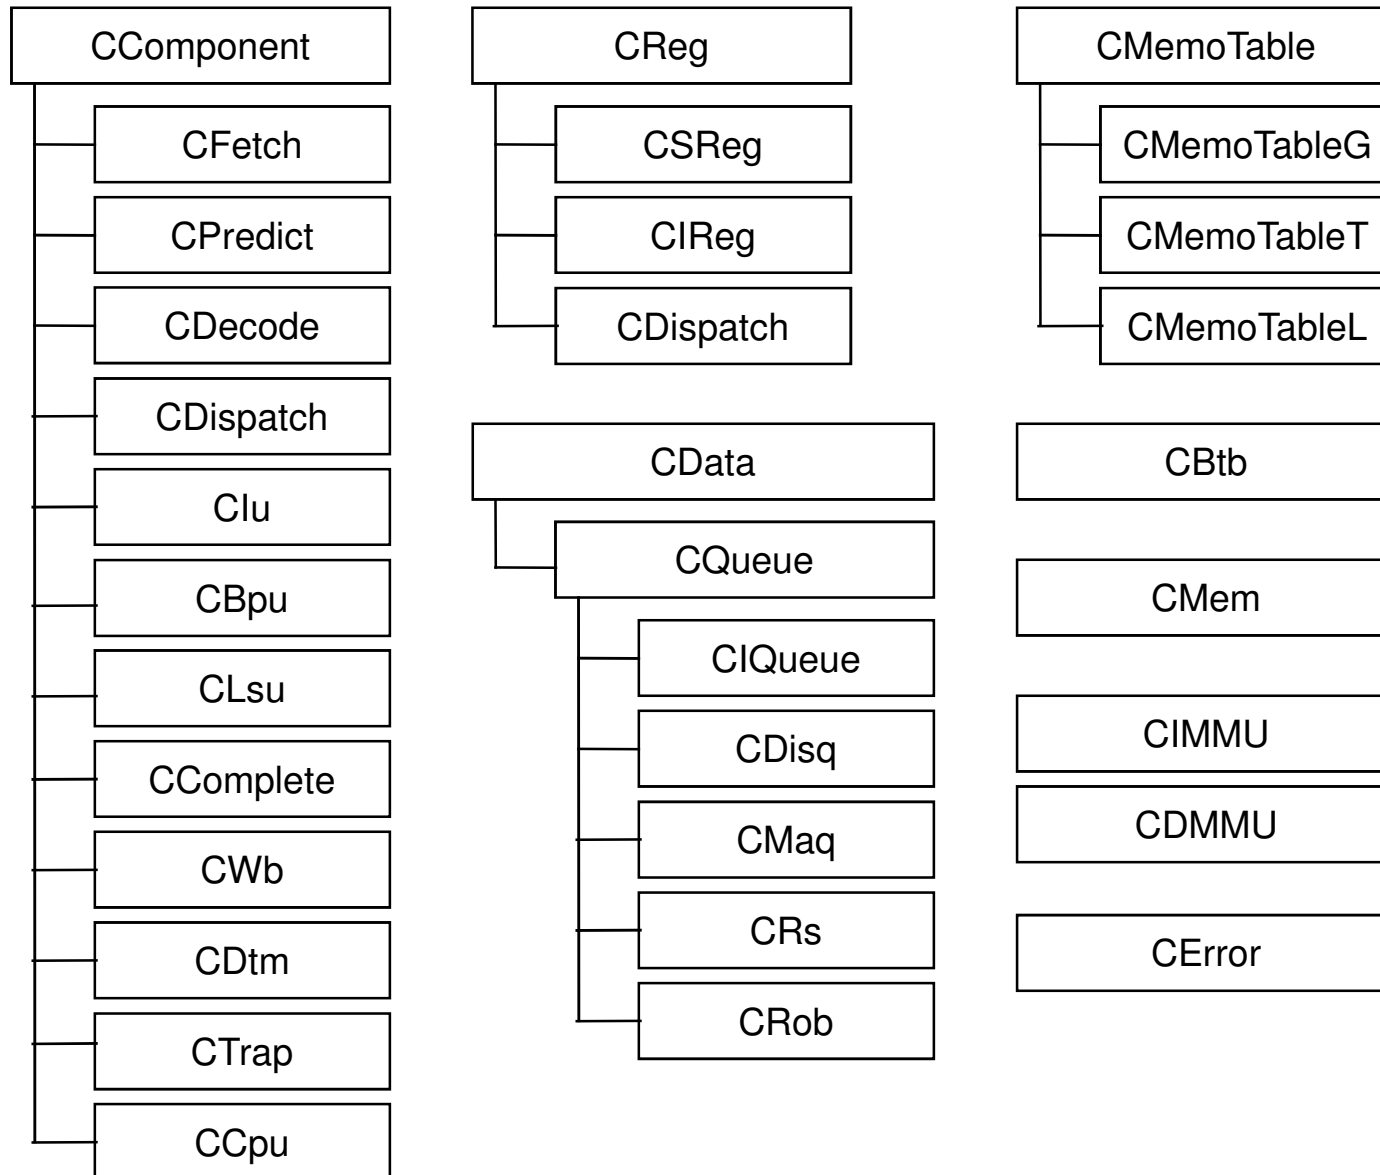 CComponent
CFetch
CPredict
CDecode
CDispatch
CIu
CBpu
CLsu
CComplete
CWb
CDtm
CTrap
CCpu
CReg
CSReg
CIReg
CDispatch
CData
CQueue
CIQueue
CDisq
CMaq
CRs
CRob
CMemoTable
CMemoTableG
CMemoTableT
CMemoTableL
CBtb
CMem
CIMMU
CDMMU
CError